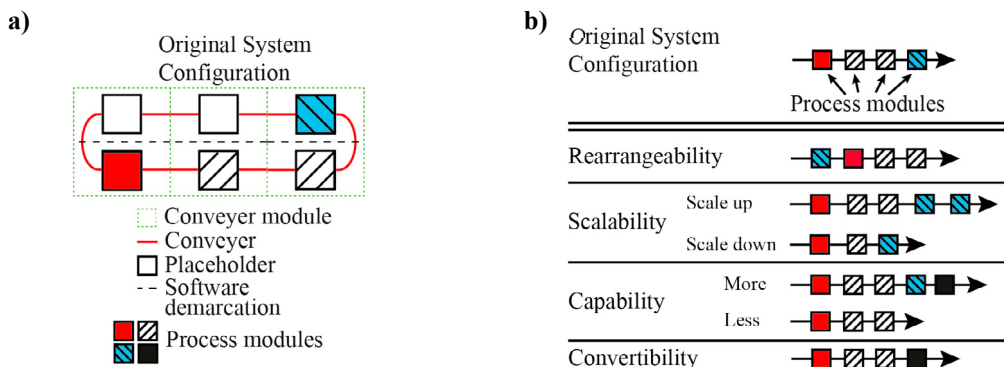 a)
Original System
Configuration
Conveyer module
Conveyer
Placeholder
Software
demarcation
Process modules
b)
Original System
Configuration
Process modules
Rearrangeability
Scalability
Scale up
Scale down
Capability
More
Less
Convertibility